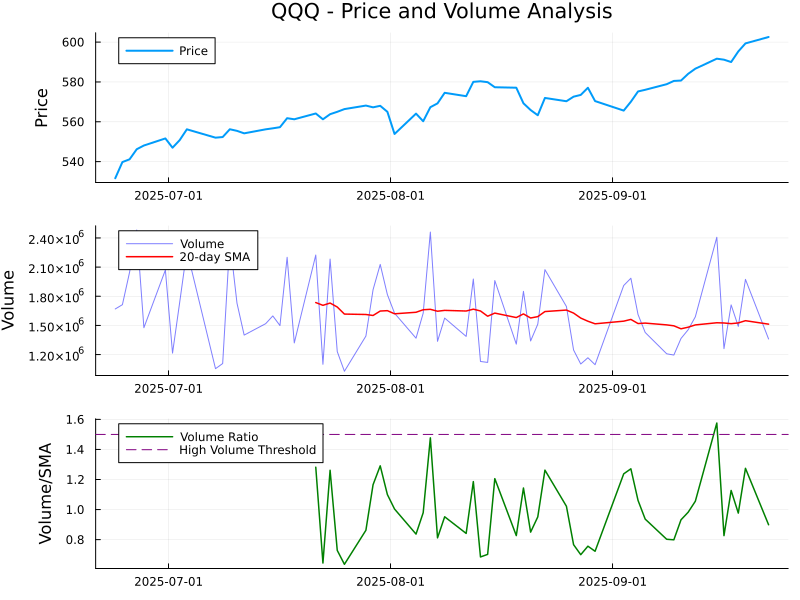 QQQ - Price and Volume Analysis
Price
600
580
560
540
Price
2025-07-01 2025-08-01 2025-09-01
Volume
20-day SMA
2.40×10⁶
2.10×10⁶
1.80×10⁶
1.50×10⁶
1.20×10⁶
Volume
2025-07-01 2025-08-01 2025-09-01
Volume Ratio
High Volume Threshold
1.6
1.4
1.2
1.0
0.8
Volume/SMA
2025-07-01 2025-08-01 2025-09-01